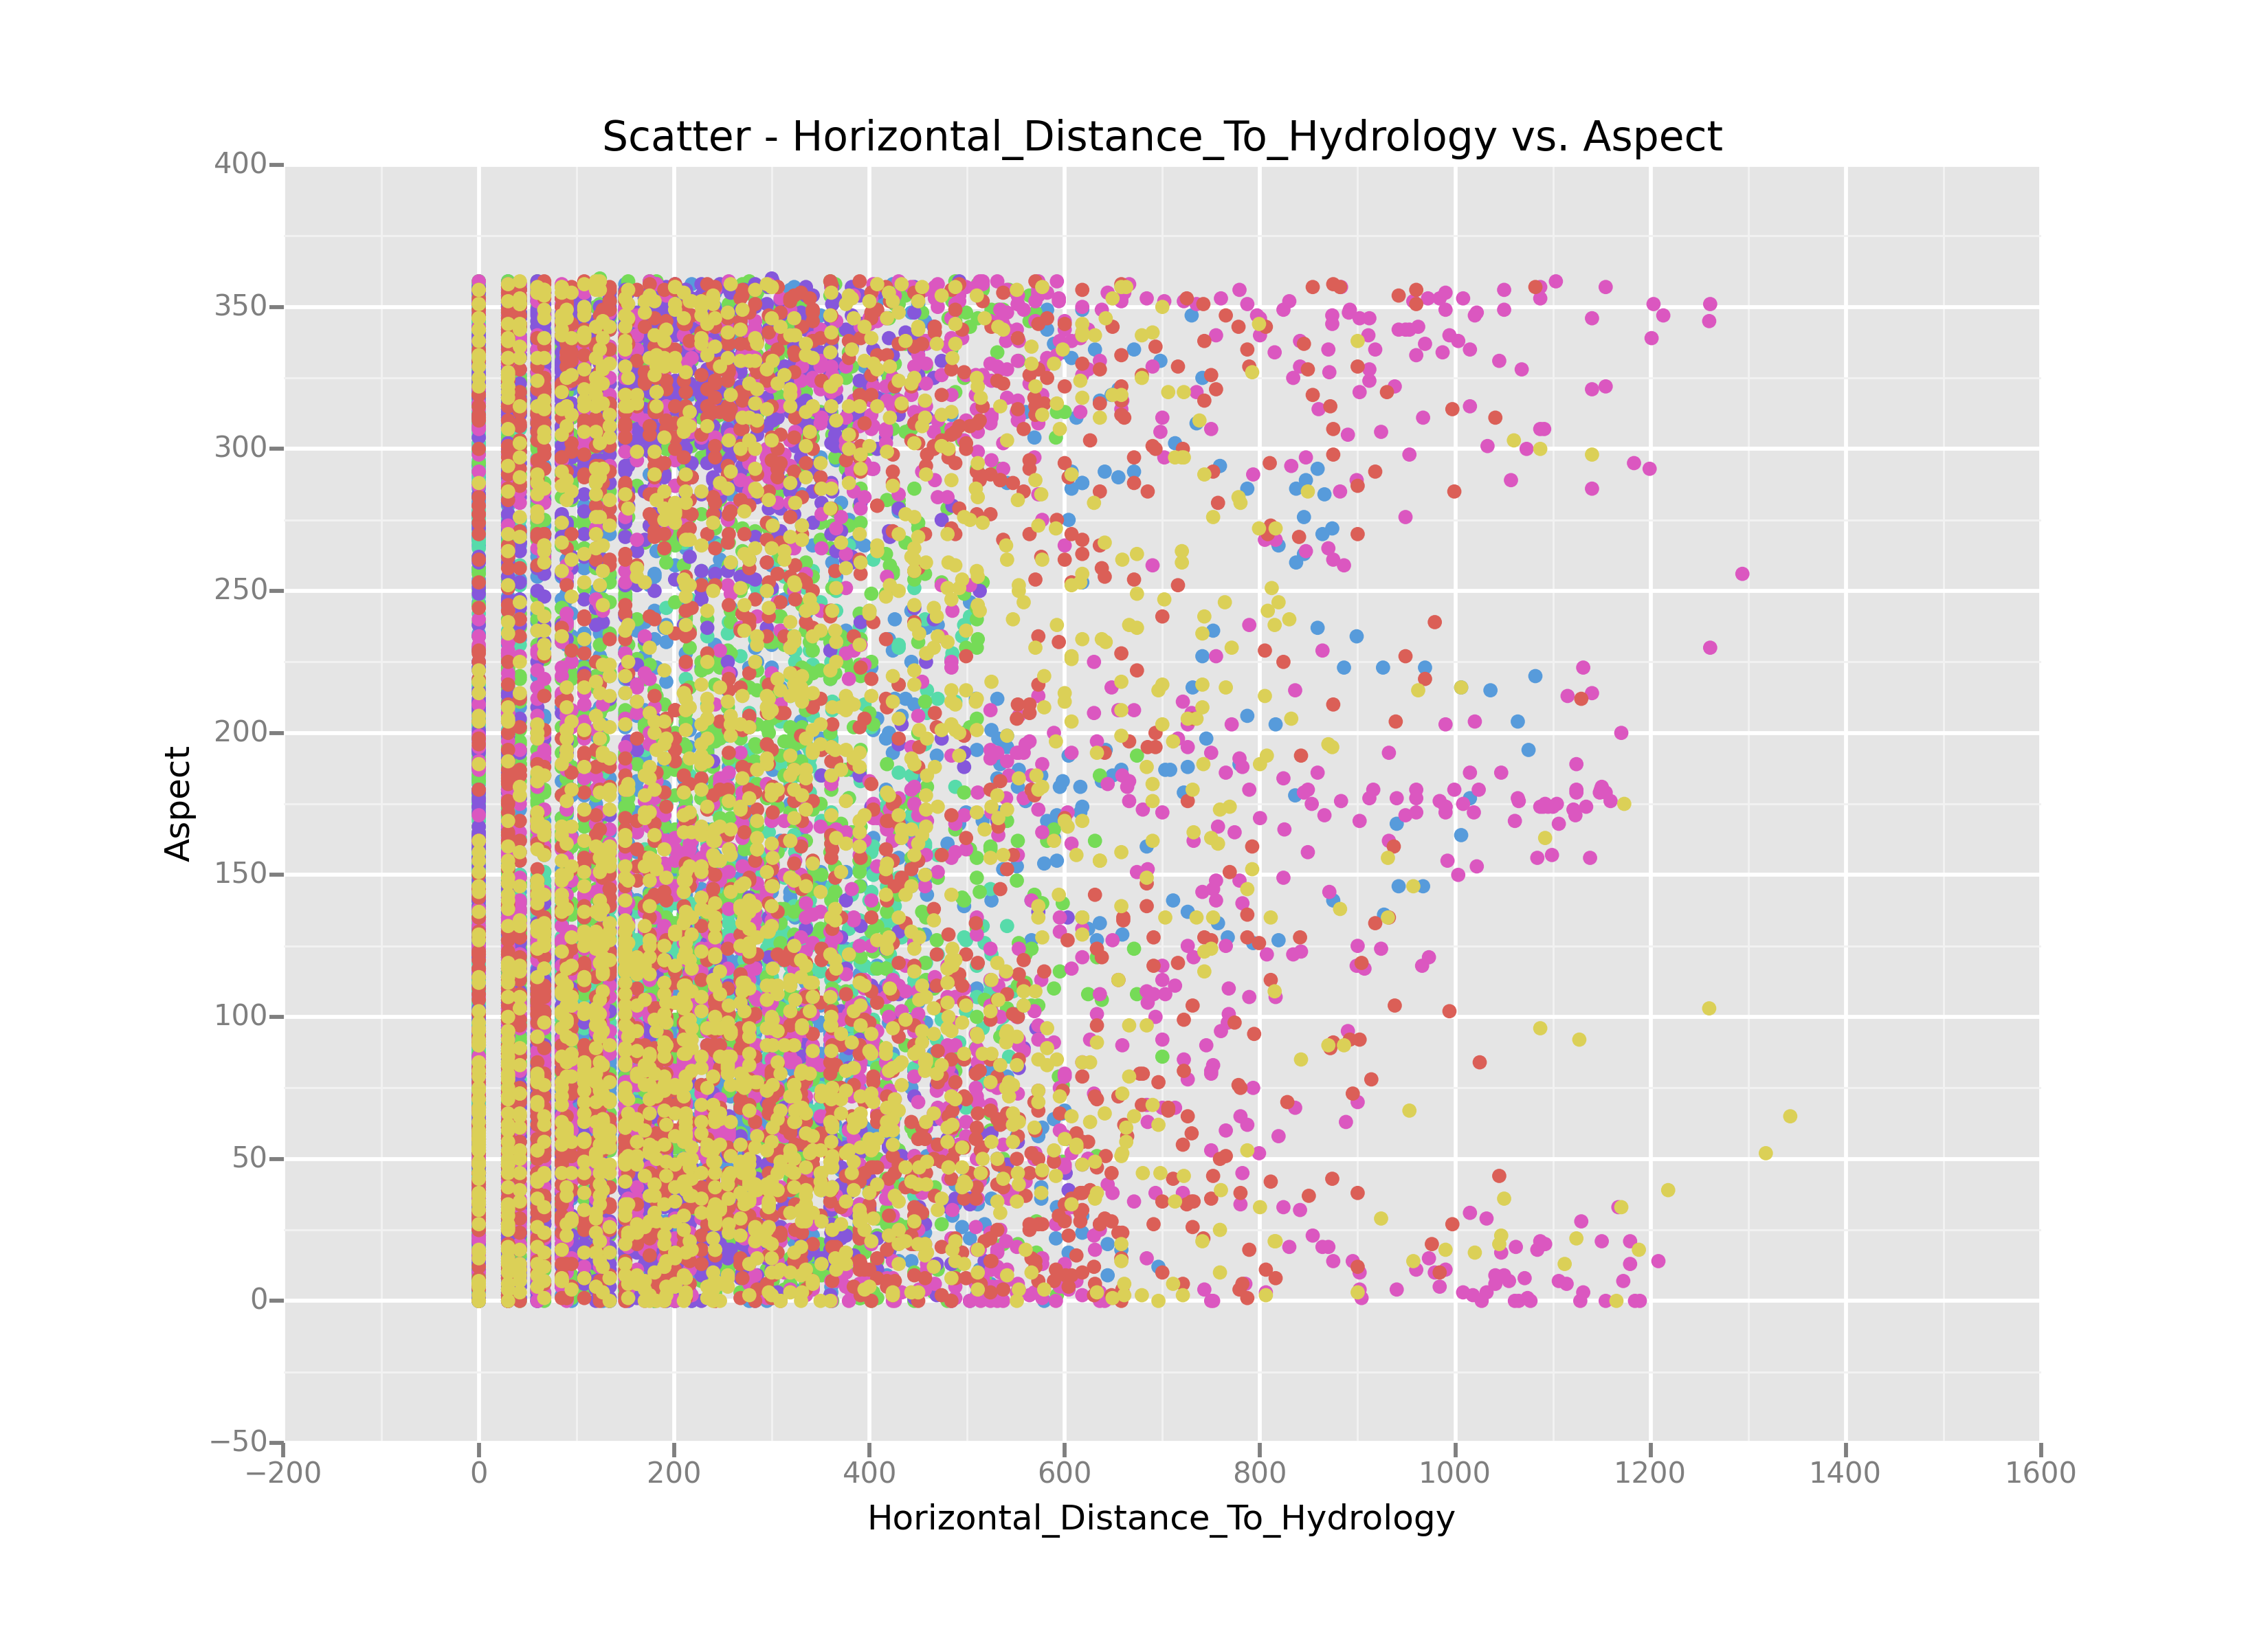 Scatter - Horizontal_Distance_To_Hydrology vs. Aspect
400
350
300
250
200
150
100
50
0
−50
Aspect
−200 0 200 400 600 800 1000 1200 1400 1600
Horizontal_Distance_To_Hydrology